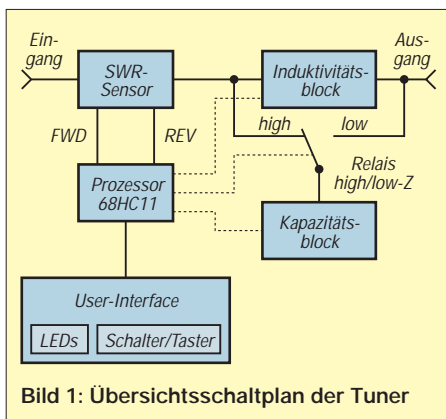 Ein-
gang
SWR-
Sensor
Induktivitäts-
block
Aus-
gang
FWD
REV
high
low
Relais
high/low-Z
Prozessor
68HC11
Kapazitäts-
block
User-Interface
LEDs
Schalter/Taster
Bild 1: Übersichtsschaltplan der Tuner